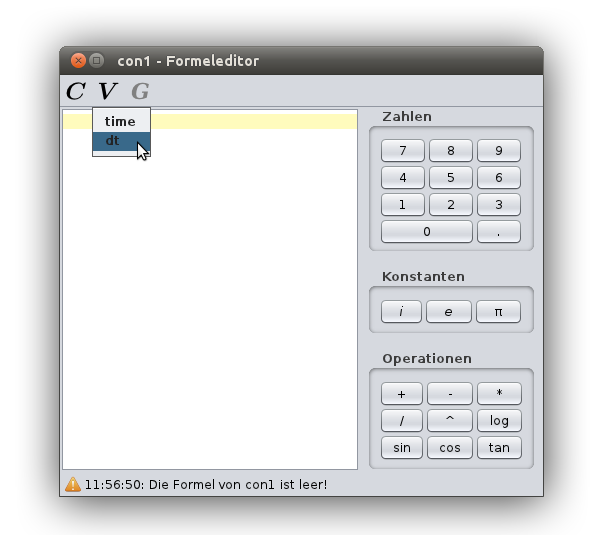 con1 - Formeleditor
C V G
time
dt
Zahlen
7 8 9
4 5 6
1 2 3
0 .
Konstanten
i e π
Operationen
+ - *
/ ^ log
sin cos tan
11:56:50: Die Formel von con1 ist leer!